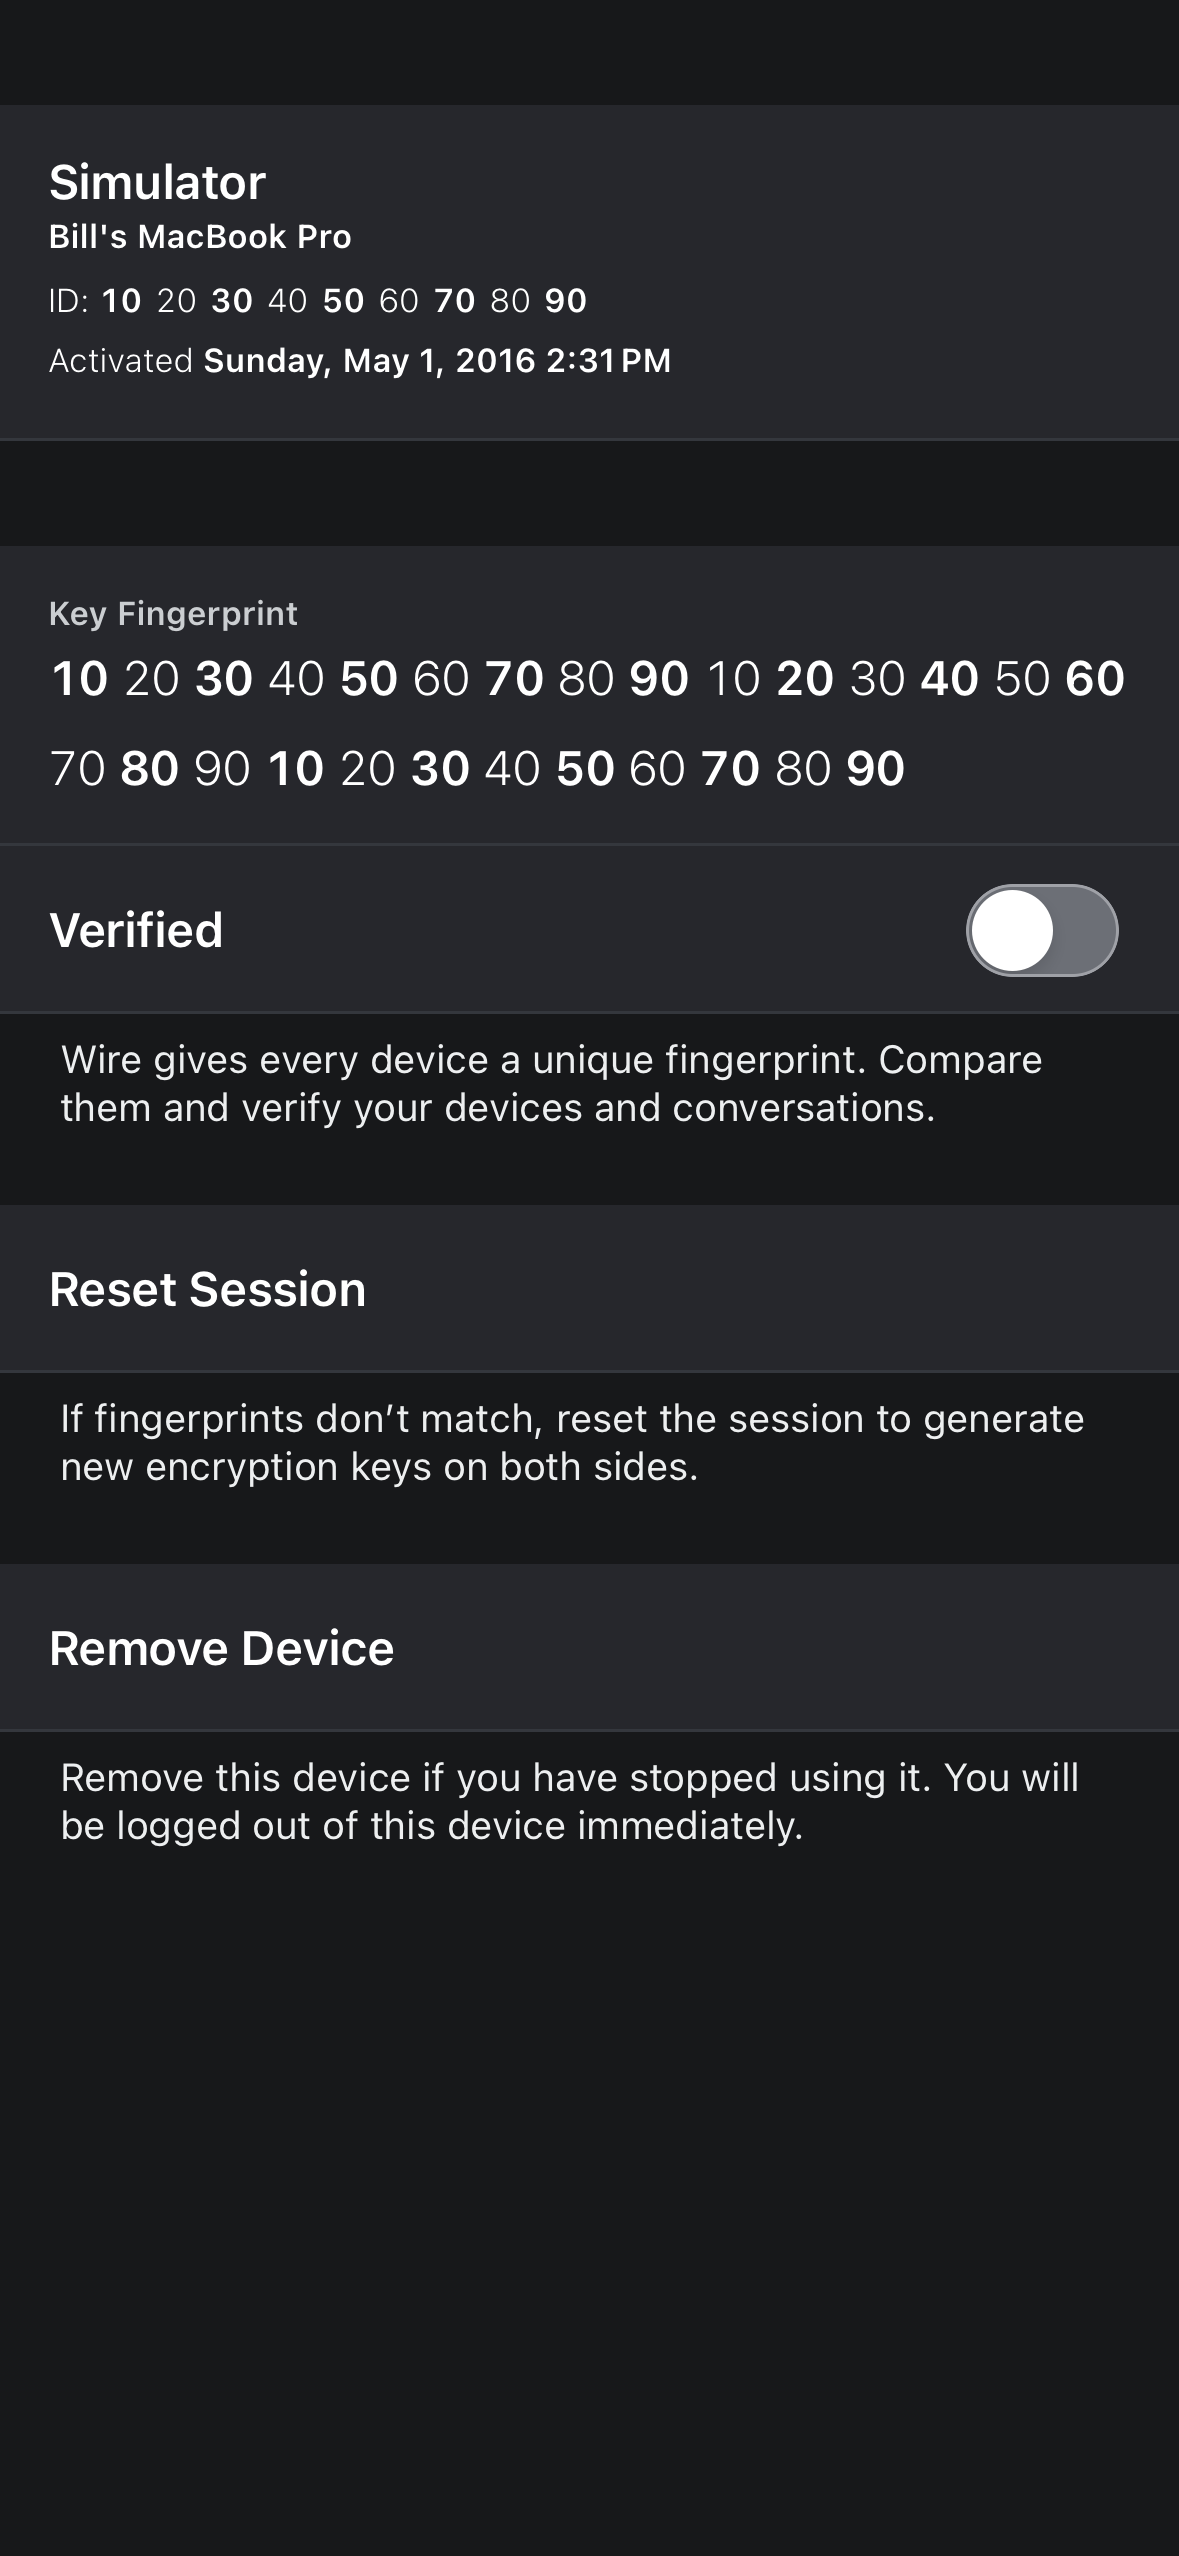 Simulator
Bill's MacBook Pro
ID: 10 20 30 40 50 60 70 80 90
Activated Sunday, May 1, 2016 2:31 PM
Key Fingerprint
10 20 30 40 50 60 70 80 90 10 20 30 40 50 60
70 80 90 10 20 30 40 50 60 70 80 90
Verified
Wire gives every device a unique fingerprint. Compare
them and verify your devices and conversations.
Reset Session
If fingerprints don’t match, reset the session to generate
new encryption keys on both sides.
Remove Device
Remove this device if you have stopped using it. You will
be logged out of this device immediately.